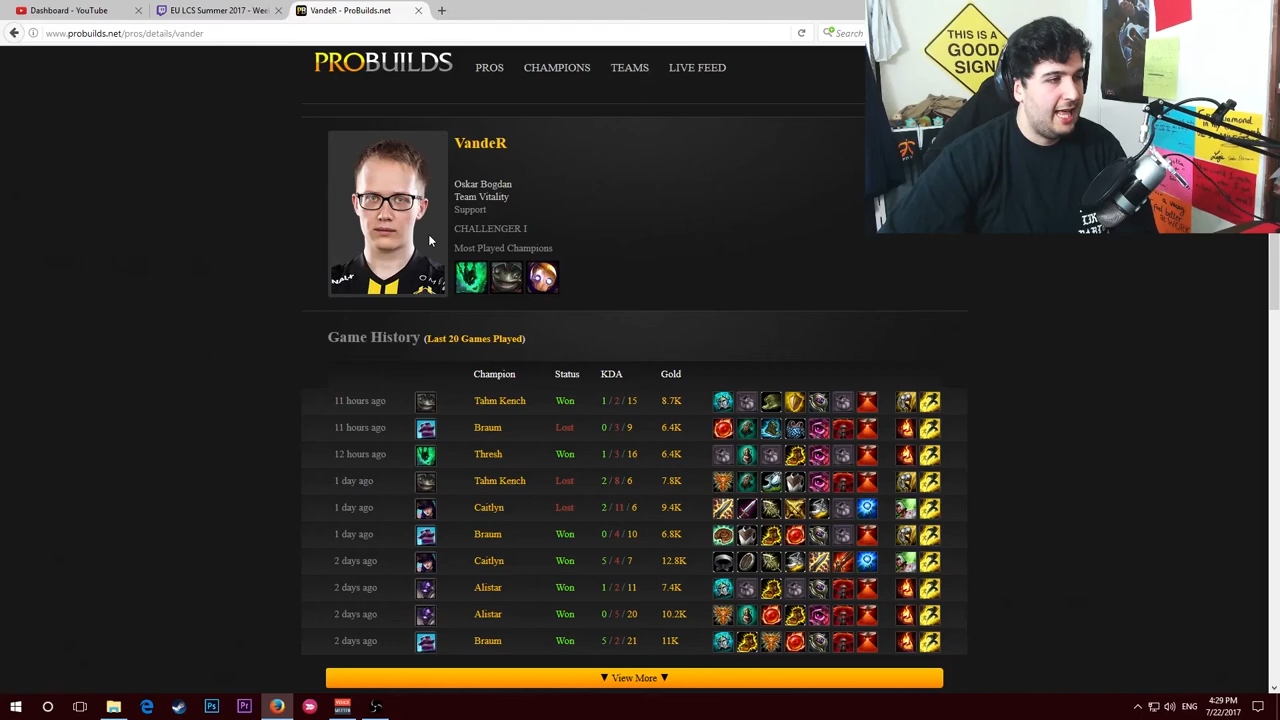 Dashboard - YouTube
EU LCS Summer 2017 - Wee
VandeR - ProBuilds.net
www.probuilds.net/pros/details/vander
Search
PROBUILDS
PROS CHAMPIONS TEAMS LIVE FEED
THIS IS A
GOOD
SIGN
VandeR
Oskar Bogdan
Team Vitality
Support
CHALLENGER I
Most Played Champions
Game History (Last 20 Games Played)
Champion Status KDA Gold
11 hours ago Tahm Kench Won 1 / 2 / 15 8.7K
11 hours ago Braum Lost 0 / 3 / 9 6.4K
12 hours ago Thresh Won 1 / 3 / 16 6.4K
1 day ago Tahm Kench Lost 2 / 8 / 6 7.8K
1 day ago Caitlyn Lost 2 / 11 / 6 9.4K
1 day ago Braum Won 0 / 4 / 10 6.8K
2 days ago Caitlyn Won 5 / 4 / 7 12.8K
2 days ago Alistar Won 1 / 2 / 11 7.4K
2 days ago Alistar Won 0 / 5 / 20 10.2K
2 days ago Braum Won 5 / 2 / 21 11K
▼ View More ▼
ENG
4:29 PM
7/22/2017